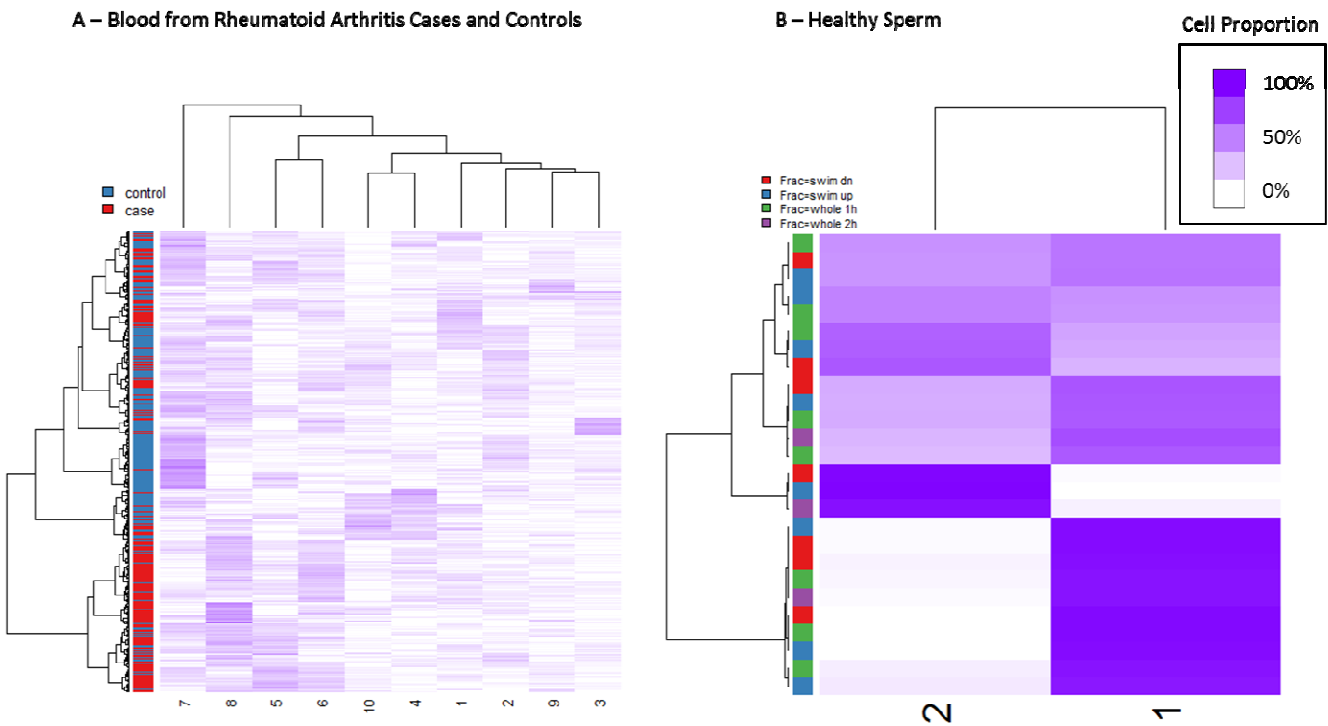 A – Blood from Rheumatoid Arthritis Cases and Controls
B – Healthy Sperm
Cell Proportion
100%
50%
0%
control
case
Frac=swim dn
Frac=swim up
Frac=whole 1h
Frac=whole 2h
7 8 5 6 10 4 1 2 9 3
2 1